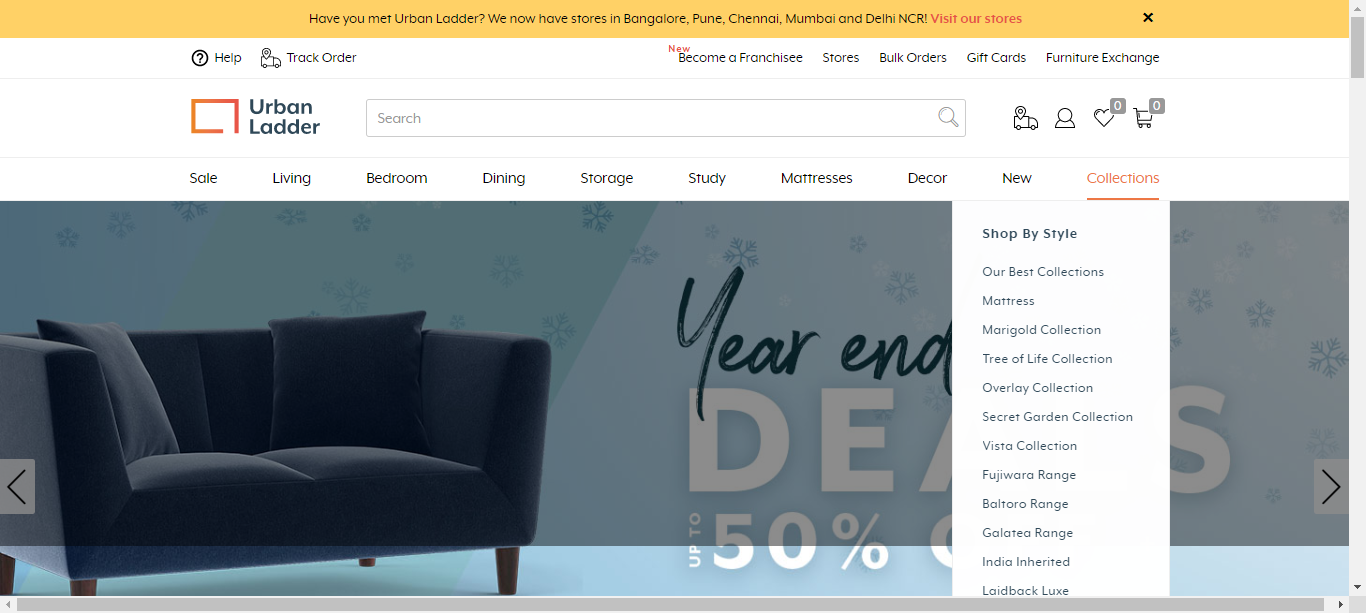 Have you met Urban Ladder? We now have stores in Bangalore, Pune, Chennai, Mumbai and Delhi NCR! Visit our stores
Help Track Order
New
Become a Franchisee Stores Bulk Orders Gift Cards Furniture Exchange
Urban
Ladder
Search
0 0
Sale Living Bedroom Dining Storage Study Mattresses Decor New Collections
Year end
DEALS
UP TO
50%
Shop By Style
Our Best Collections
Mattress
Marigold Collection
Tree of Life Collection
Overlay Collection
Secret Garden Collection
Vista Collection
Fujiwara Range
Baltoro Range
Galatea Range
India Inherited
Laidback Luxe